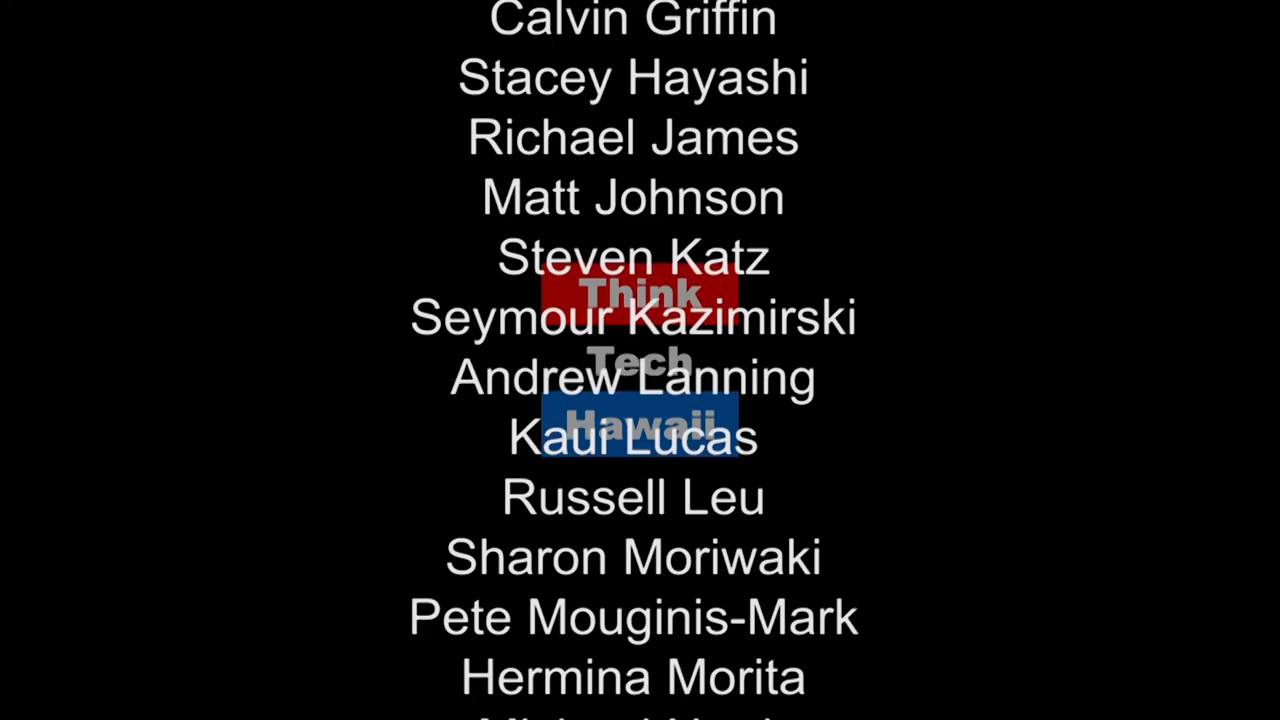 Calvin Griffin
Stacey Hayashi
Richael James
Matt Johnson
Steven Katz
Think
Seymour Kazimirski
Tech
Andrew Lanning
Hawaii
Kaui Lucas
Russell Leu
Sharon Moriwaki
Pete Mouginis-Mark
Hermina Morita